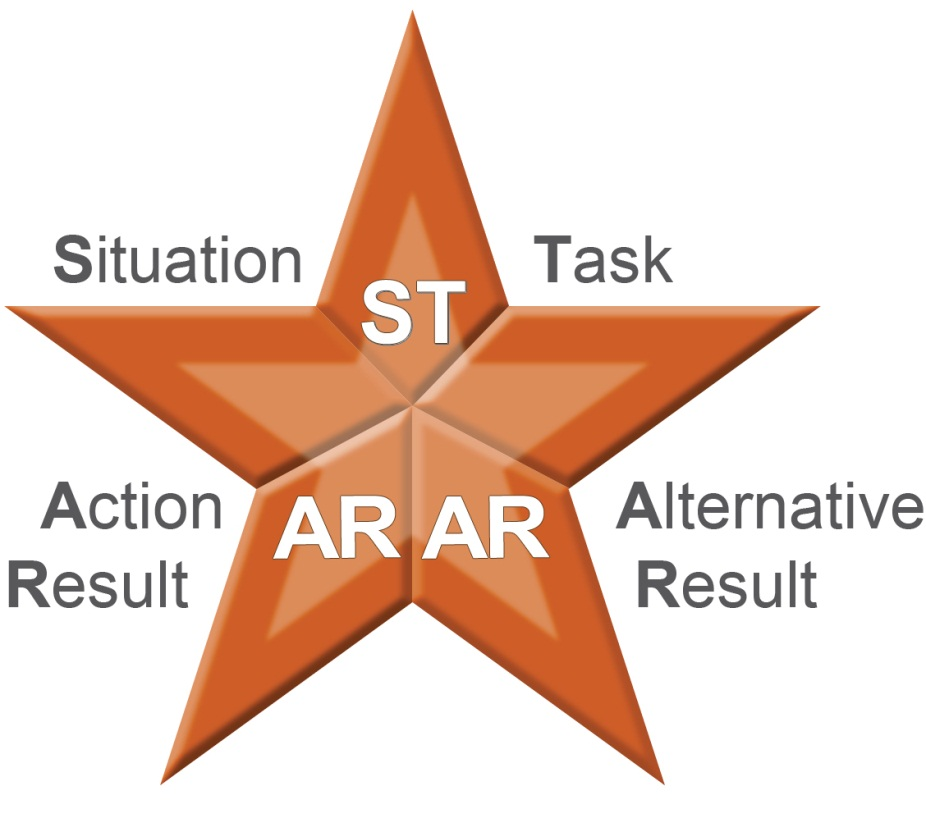 Situation
Task
ST
Action
Result
AR
AR
Alternative
Result